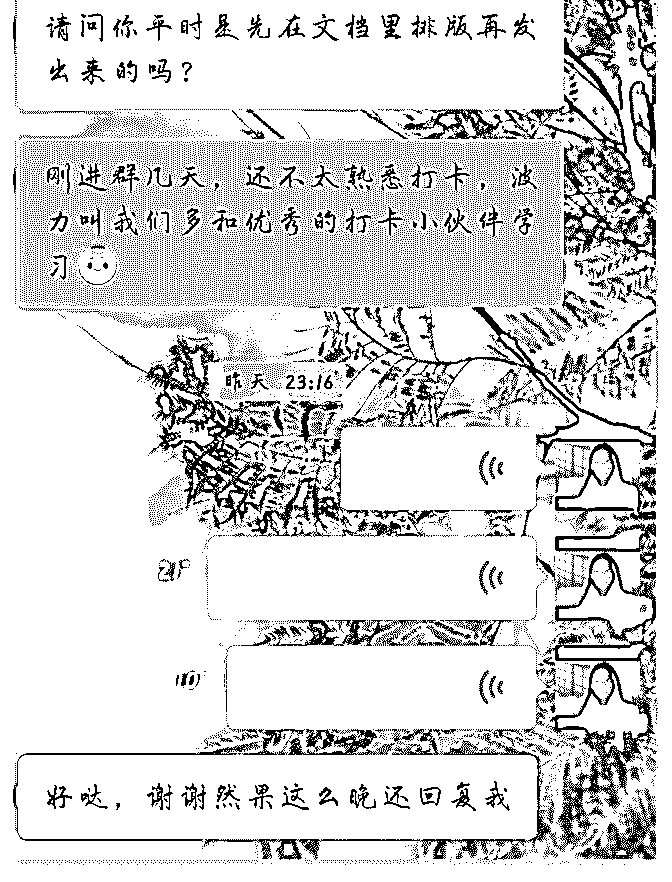 请问你平时是先在文档里排版再发
出来的吗？
刚进群几天，还不太熟悉打卡，波
力叫我们多和优秀的打卡小伙伴学
习
昨天 23:16
好哒，谢谢然果这么晚还回复我